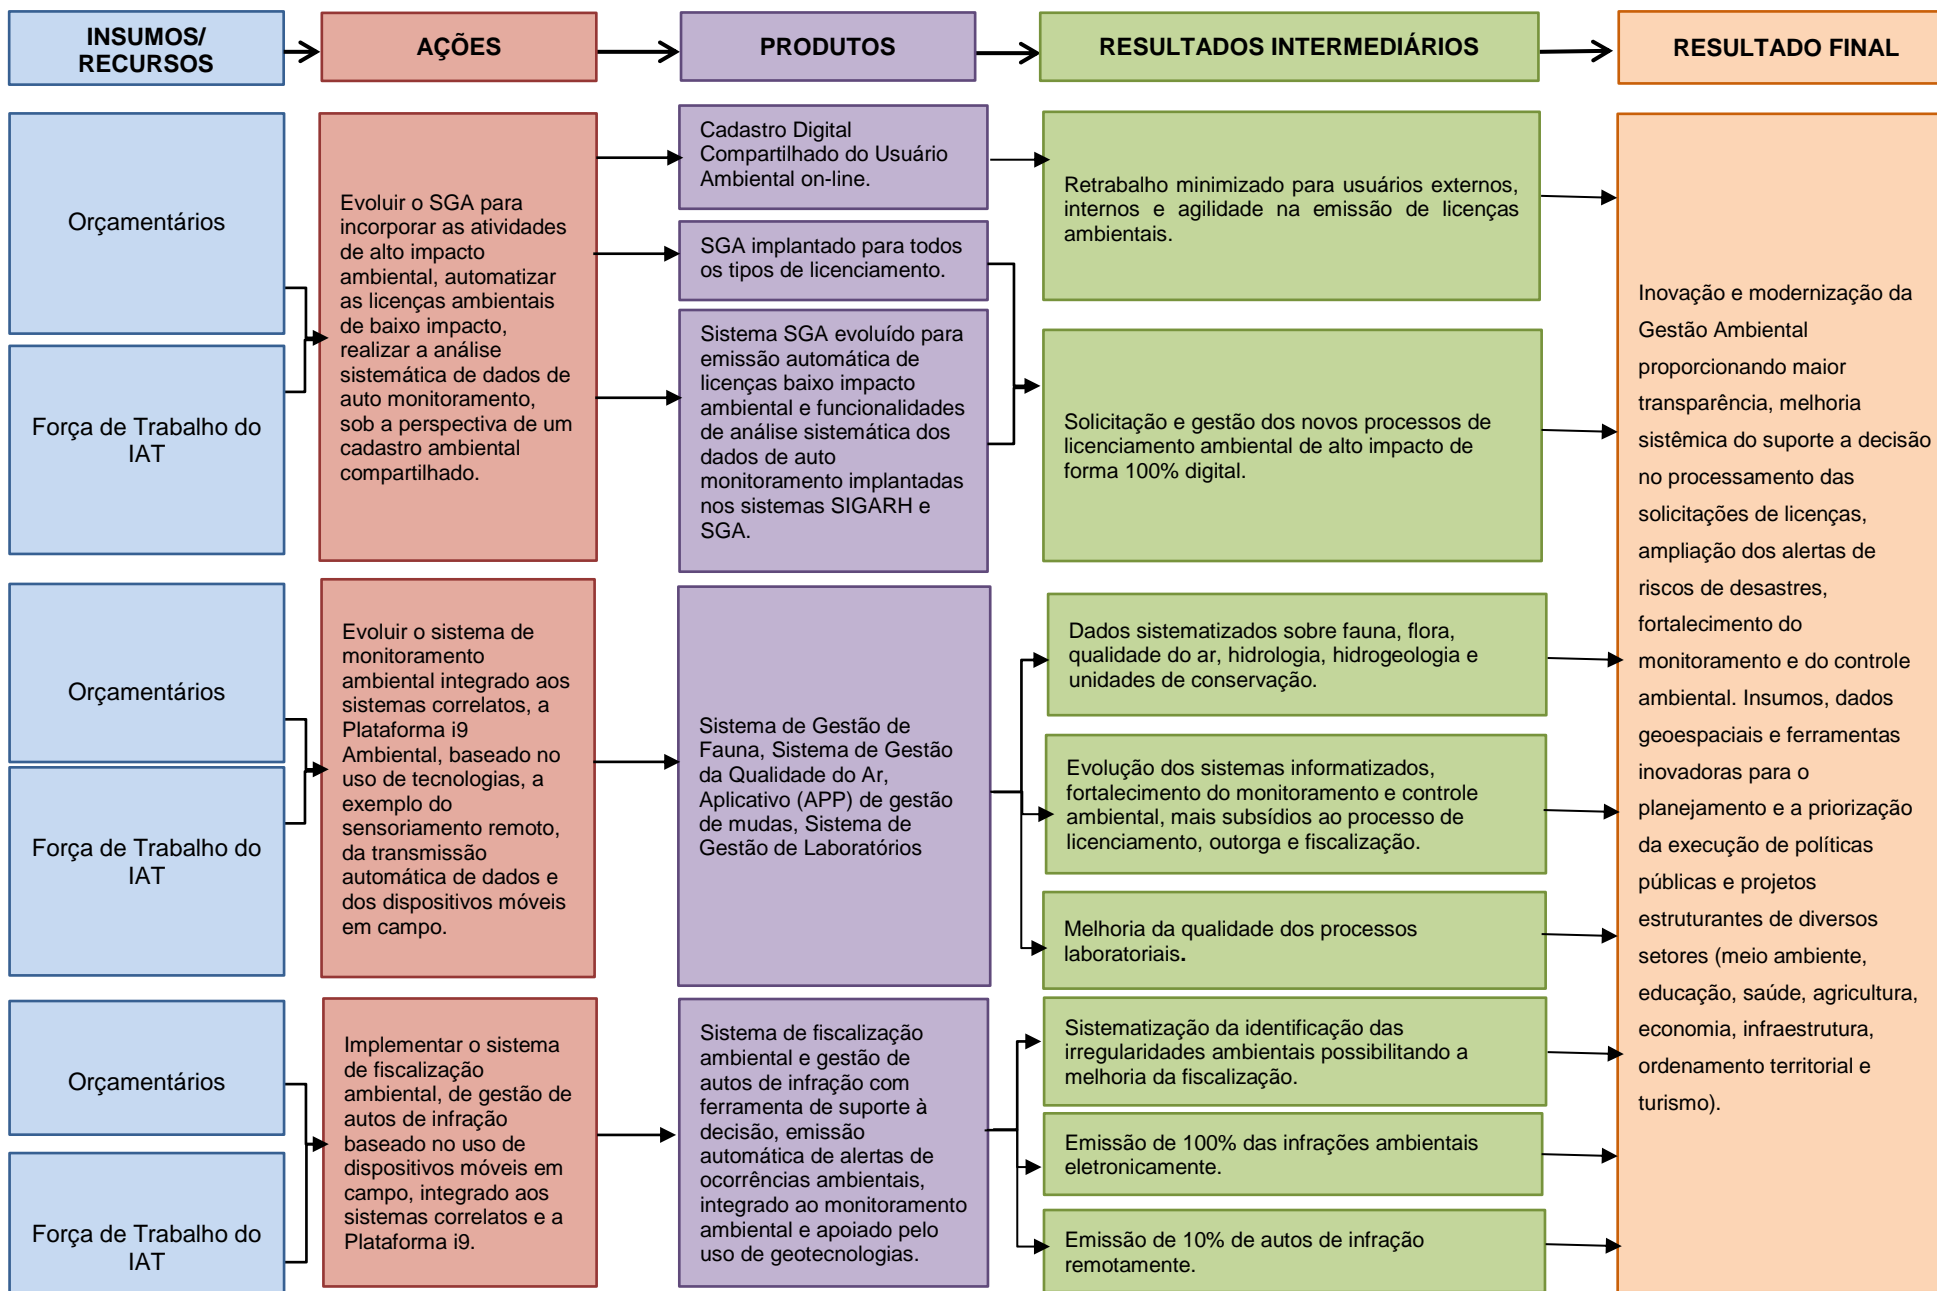 INSUMOS/
RECURSOS
AÇÕES
PRODUTOS
RESULTADOS INTERMEDIÁRIOS
RESULTADO FINAL
Orçamentários
Força de Trabalho do
IAT
Evoluir o SGA para
incorporar as atividades
de alto impacto
ambiental, automatizar
as licenças ambientais
de baixo impacto,
realizar a análise
sistemática de dados de
auto monitoramento,
sob a perspectiva de um
cadastro ambiental
compartilhado.
Cadastro Digital
Compartilhado do Usuário
Ambiental on-line.
SGA implantado para todos
os tipos de licenciamento.
Sistema SGA evoluído para
emissão automática de
licenças baixo impacto
ambiental e funcionalidades
de análise sistemática dos
dados de auto
monitoramento implantadas
nos sistemas SIGARH e
SGA.
Retrabalho minimizado para usuários externos,
internos e agilidade na emissão de licenças
ambientais.
Solicitação e gestão dos novos processos de
licenciamento ambiental de alto impacto de
forma 100% digital.
Orçamentários
Força de Trabalho do
IAT
Evoluir o sistema de
monitoramento
ambiental integrado aos
sistemas correlatos, a
Plataforma i9
Ambiental, baseado no
uso de tecnologias, a
exemplo do
sensoriamento remoto,
da transmissão
automática de dados e
dos dispositivos móveis
em campo.
Sistema de Gestão de
Fauna, Sistema de Gestão
da Qualidade do Ar,
Aplicativo (APP) de gestão
de mudas, Sistema de
Gestão de Laboratórios
Dados sistematizados sobre fauna, flora,
qualidade do ar, hidrologia, hidrogeologia e
unidades de conservação.
Evolução dos sistemas informatizados,
fortalecimento do monitoramento e controle
ambiental, mais subsídios ao processo de
licenciamento, outorga e fiscalização.
Melhoria da qualidade dos processos
laboratoriais.
Orçamentários
Força de Trabalho do
IAT
Implementar o sistema
de fiscalização
ambiental, de gestão de
autos de infração
baseado no uso de
dispositivos móveis em
campo, integrado aos
sistemas correlatos e a
Plataforma i9.
Sistema de fiscalização
ambiental e gestão de
autos de infração com
ferramenta de suporte à
decisão, emissão
automática de alertas de
ocorrências ambientais,
integrado ao monitoramento
ambiental e apoiado pelo
uso de geotecnologias.
Sistematização da identificação das
irregularidades ambientais possibilitando a
melhoria da fiscalização.
Emissão de 100% das infrações ambientais
eletronicamente.
Emissão de 10% de autos de infração
remotamente.
Inovação e modernização da
Gestão Ambiental
proporcionando maior
transparência, melhoria
sistêmica do suporte a decisão
no processamento das
solicitações de licenças,
ampliação dos alertas de
riscos de desastres,
fortalecimento do
monitoramento e do controle
ambiental. Insumos, dados
geoespaciais e ferramentas
inovadoras para o
planejamento e a priorização
da execução de políticas
públicas e projetos
estruturantes de diversos
setores (meio ambiente,
educação, saúde, agricultura,
economia, infraestrutura,
ordenamento territorial e
turismo).